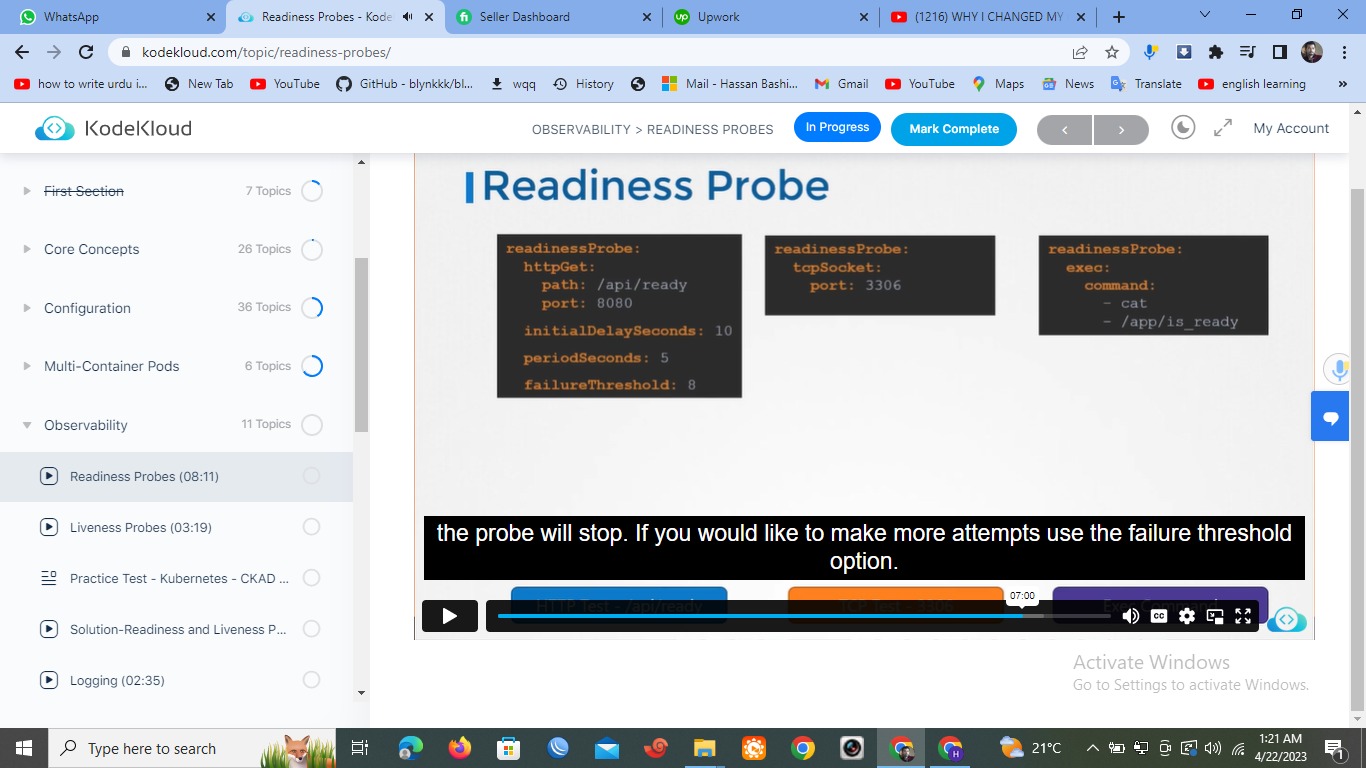 WhatsApp
Readiness Probes - Kode
Seller Dashboard
Upwork
(1216) WHY I CHANGED MY
kodekloud.com/topic/readiness-probes/
how to write urdu i...
New Tab
YouTube
GitHub - blynkkk/bl...
wqq
History
Mail - Hassan Bashi...
Gmail
YouTube
Maps
News
Translate
english learning
KodeKloud
OBSERVABILITY > READINESS PROBES
In Progress
Mark Complete
My Account
First Section
7 Topics
Core Concepts
26 Topics
Configuration
36 Topics
Multi-Container Pods
6 Topics
Observability
11 Topics
Readiness Probes (08:11)
Liveness Probes (03:19)
Practice Test - Kubernetes - CKAD ...
Solution-Readiness and Liveness P...
Logging (02:35)
Readiness Probe
readinessProbe:
httpGet:
path: /api/ready
port: 8080
initialDelaySeconds: 10
periodSeconds: 5
failureThreshold: 8
readinessProbe:
tcpSocket:
port: 3306
readinessProbe:
exec:
command:
- cat
- /app/is_ready
the probe will stop. If you would like to make more attempts use the failure threshold
option.
HTTP Test - /api/ready
TCP Test - 3306
Exec Command
07:00
CC
Activate Windows
Go to Settings to activate Windows.
Type here to search
21°C
1:21 AM
4/22/2023